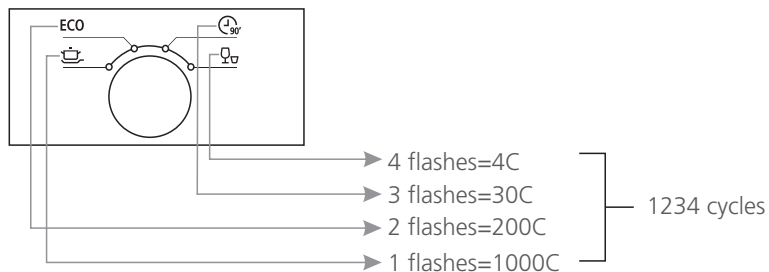 ECO
90'
4 flashes=4C
3 flashes=30C
2 flashes=200C
1 flashes=1000C
1234 cycles